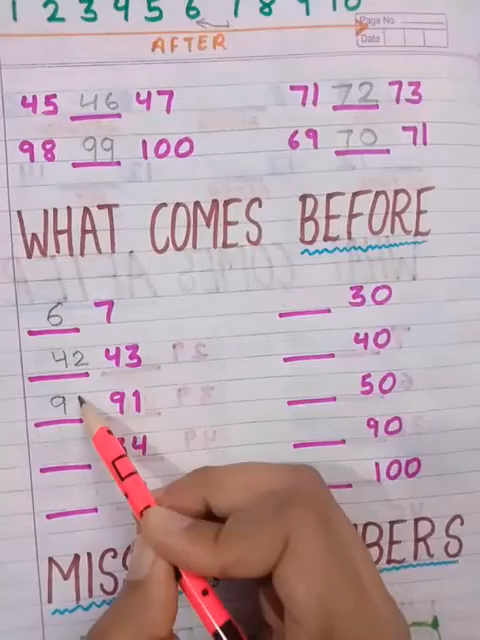 1 2 3 4 5 6 7 8 9 10
Page No.
Date
AFTER
45 46 47 71 72 73
98 99 100 69 70 71
WHAT COMES BEFORE
6 7 30
42 43 40
9 91 50
90
100